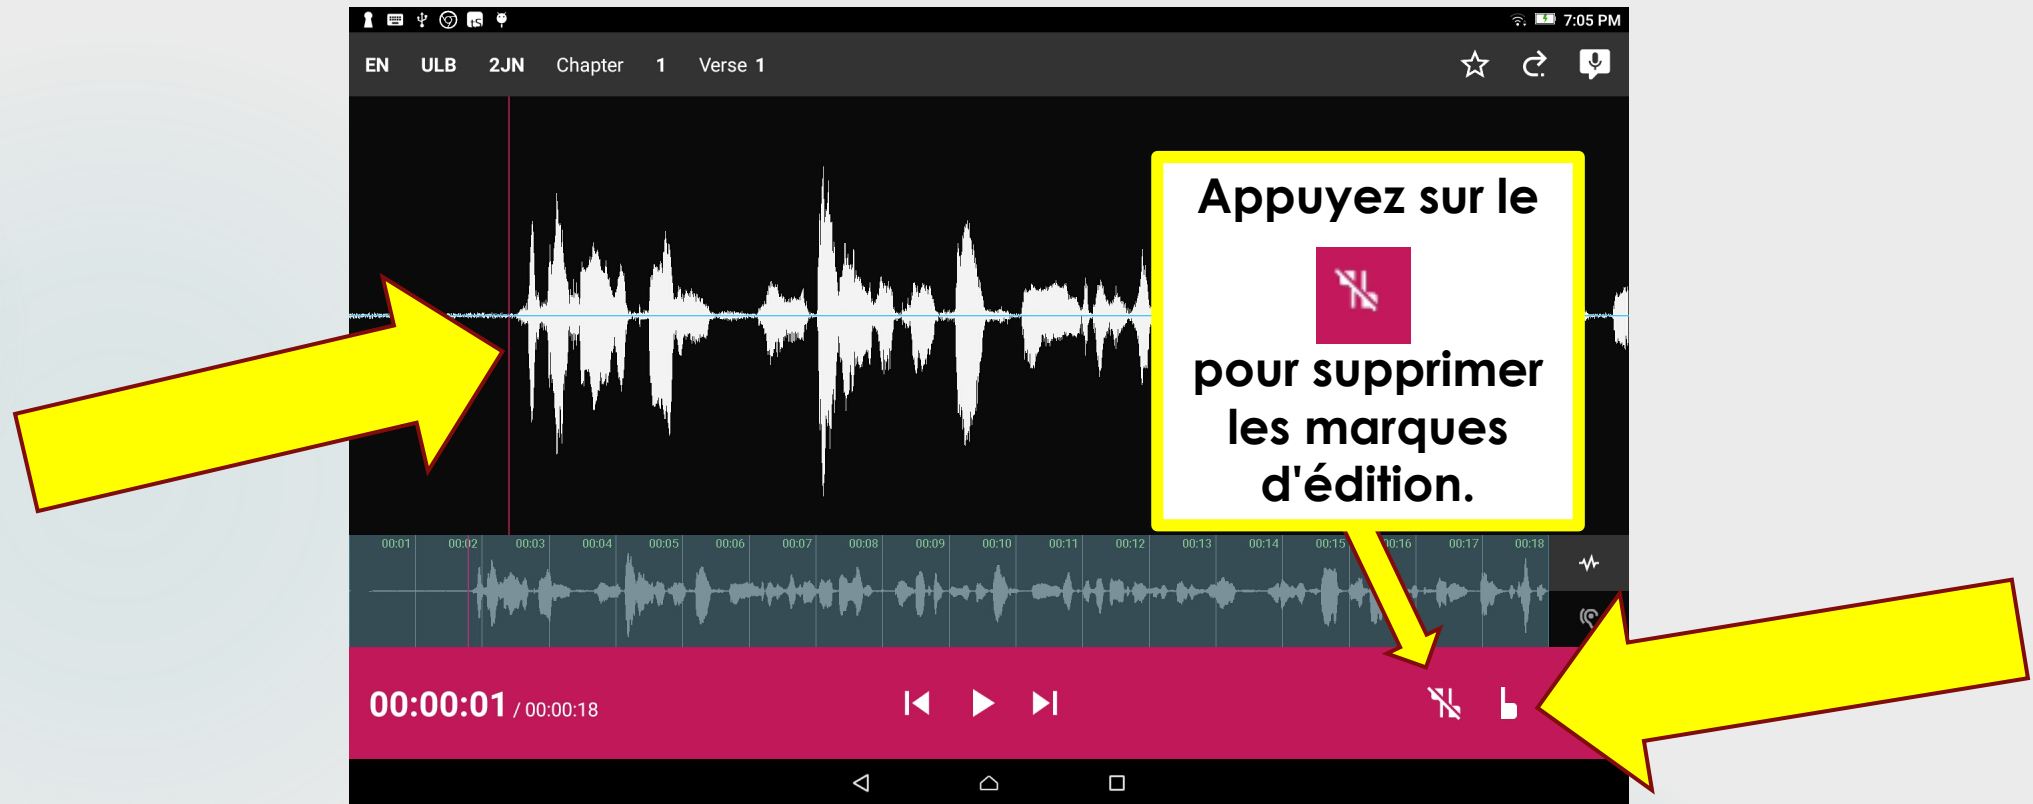 7:05 PM
EN ULB 2JN Chapter 1 Verse 1
Appuyez sur le
pour supprimer
les marques
d'édition.
00:01 00:02 00:03 00:04 00:05 00:06 00:07 00:08 00:09 00:10 00:11 00:12 00:13 00:14 00:15 00:16 00:17 00:18
00:00:01 / 00:00:18